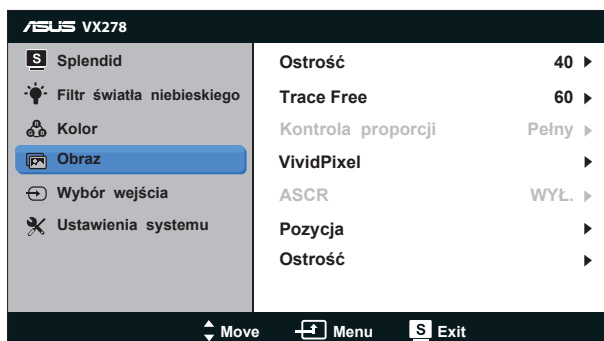 ASUS VX278
S Splendid
Filtr światła niebieskiego
Kolor
Obraz
Wybór wejścia
Ustawienia systemu
Ostrość 40
Trace Free 60
Kontrola proporcji Pełny
VividPixel
ASCR WYŁ.
Pozycja
Ostrość
Move Menu S Exit